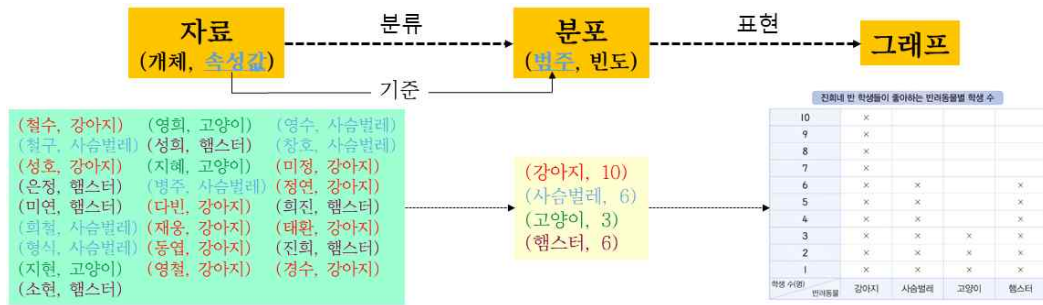 자료
(개체, 속성값)
분류
분포
(범주, 빈도)
표현
그래프
기준
(철수, 강아지) (영희, 고양이) (영수, 사슴벌레)
(철구, 사슴벌레) (성희, 햄스터) (창호, 사슴벌레)
(성호, 강아지) (지혜, 고양이) (미정, 강아지)
(은정, 햄스터) (병주, 사슴벌레) (정연, 강아지)
(미연, 햄스터) (다빈, 강아지) (희진, 햄스터)
(희철, 사슴벌레) (재웅, 강아지) (태환, 강아지)
(형식, 사슴벌레) (동엽, 강아지) (진희, 햄스터)
(지현, 고양이) (영철, 강아지) (경수, 강아지)
(소현, 햄스터)
(강아지, 10)
(사슴벌레, 6)
(고양이, 3)
(햄스터, 6)
진희네 반 학생들이 좋아하는 반려동물별 학생 수
10 ×
9 ×
8 ×
7 ×
6 × × ×
5 × × ×
4 × × ×
3 × × × ×
2 × × × ×
1 × × × ×
학생 수(명) 반려동물 강아지 사슴벌레 고양이 햄스터